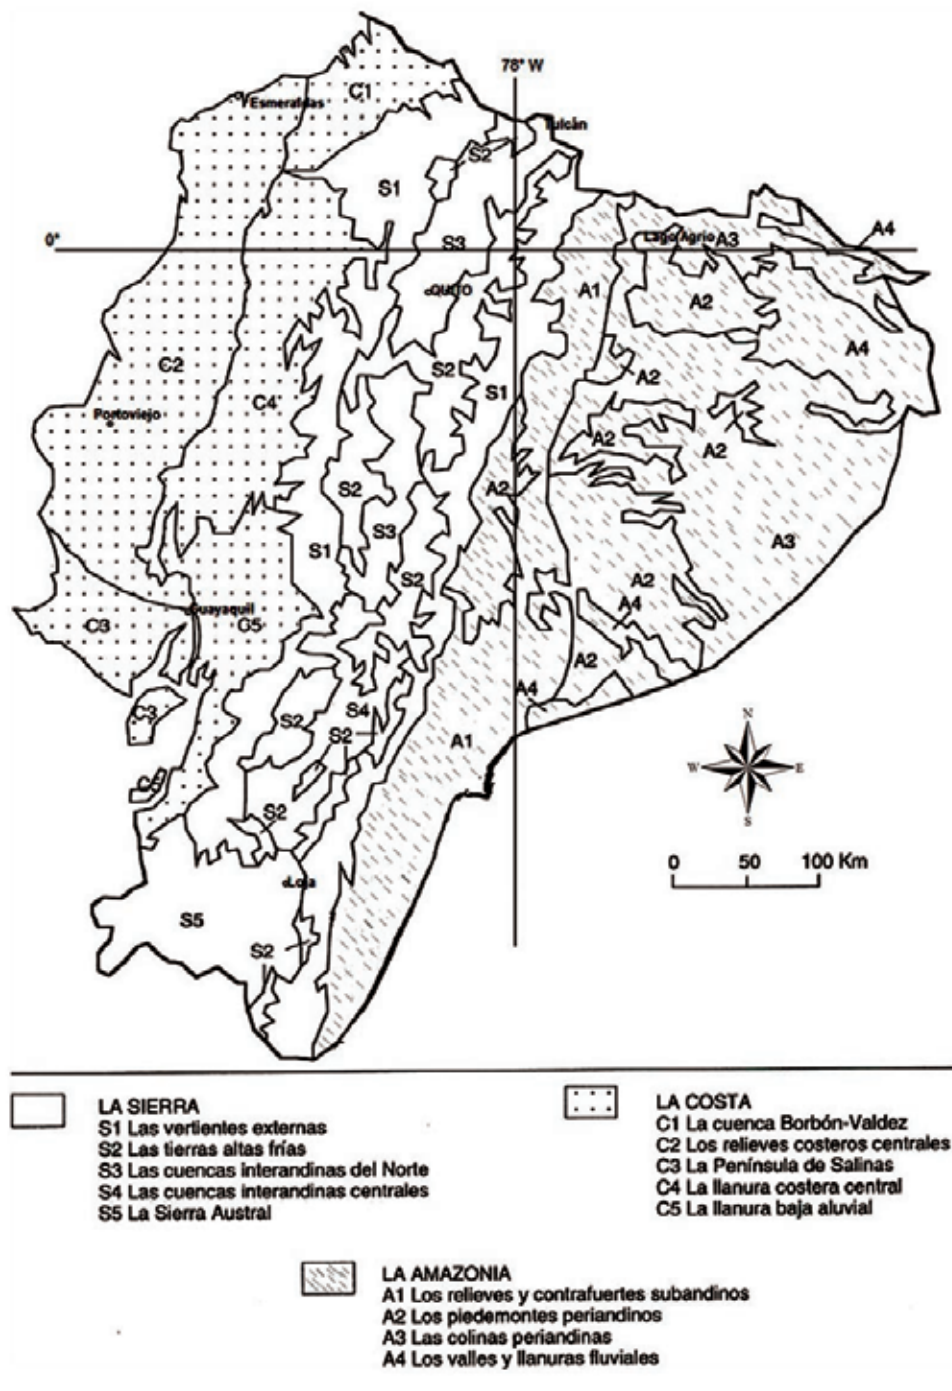 78° W
C1
Esmeraldas
Tulcán
S2
S1
0°
S3
Lago Agrio
A3
A4
QUITO
A1
A2
C2
S2
A4
S1
A2
C4
Portoviejo
A2
A2
S2
A2
S3
S1
A3
S2
A2
Guayaquil
A4
C3
C5
A2
S2
S4
A4
C3
S2
A1
N
W
E
S
S2
0 50 100 Km
Loja
S5
S2
LA SIERRA
S1 Las vertientes externas
S2 Las tierras altas frías
S3 Las cuencas interandinas del Norte
S4 Las cuencas interandinas centrales
S5 La Sierra Austral
LA COSTA
C1 La cuenca Borbón-Valdez
C2 Los relieves costeros centrales
C3 La Península de Salinas
C4 La llanura costera central
C5 La llanura baja aluvial
LA AMAZONIA
A1 Los relieves y contrafuertes subandinos
A2 Los piedemontes periandinos
A3 Las colinas periandinas
A4 Los valles y llanuras fluviales